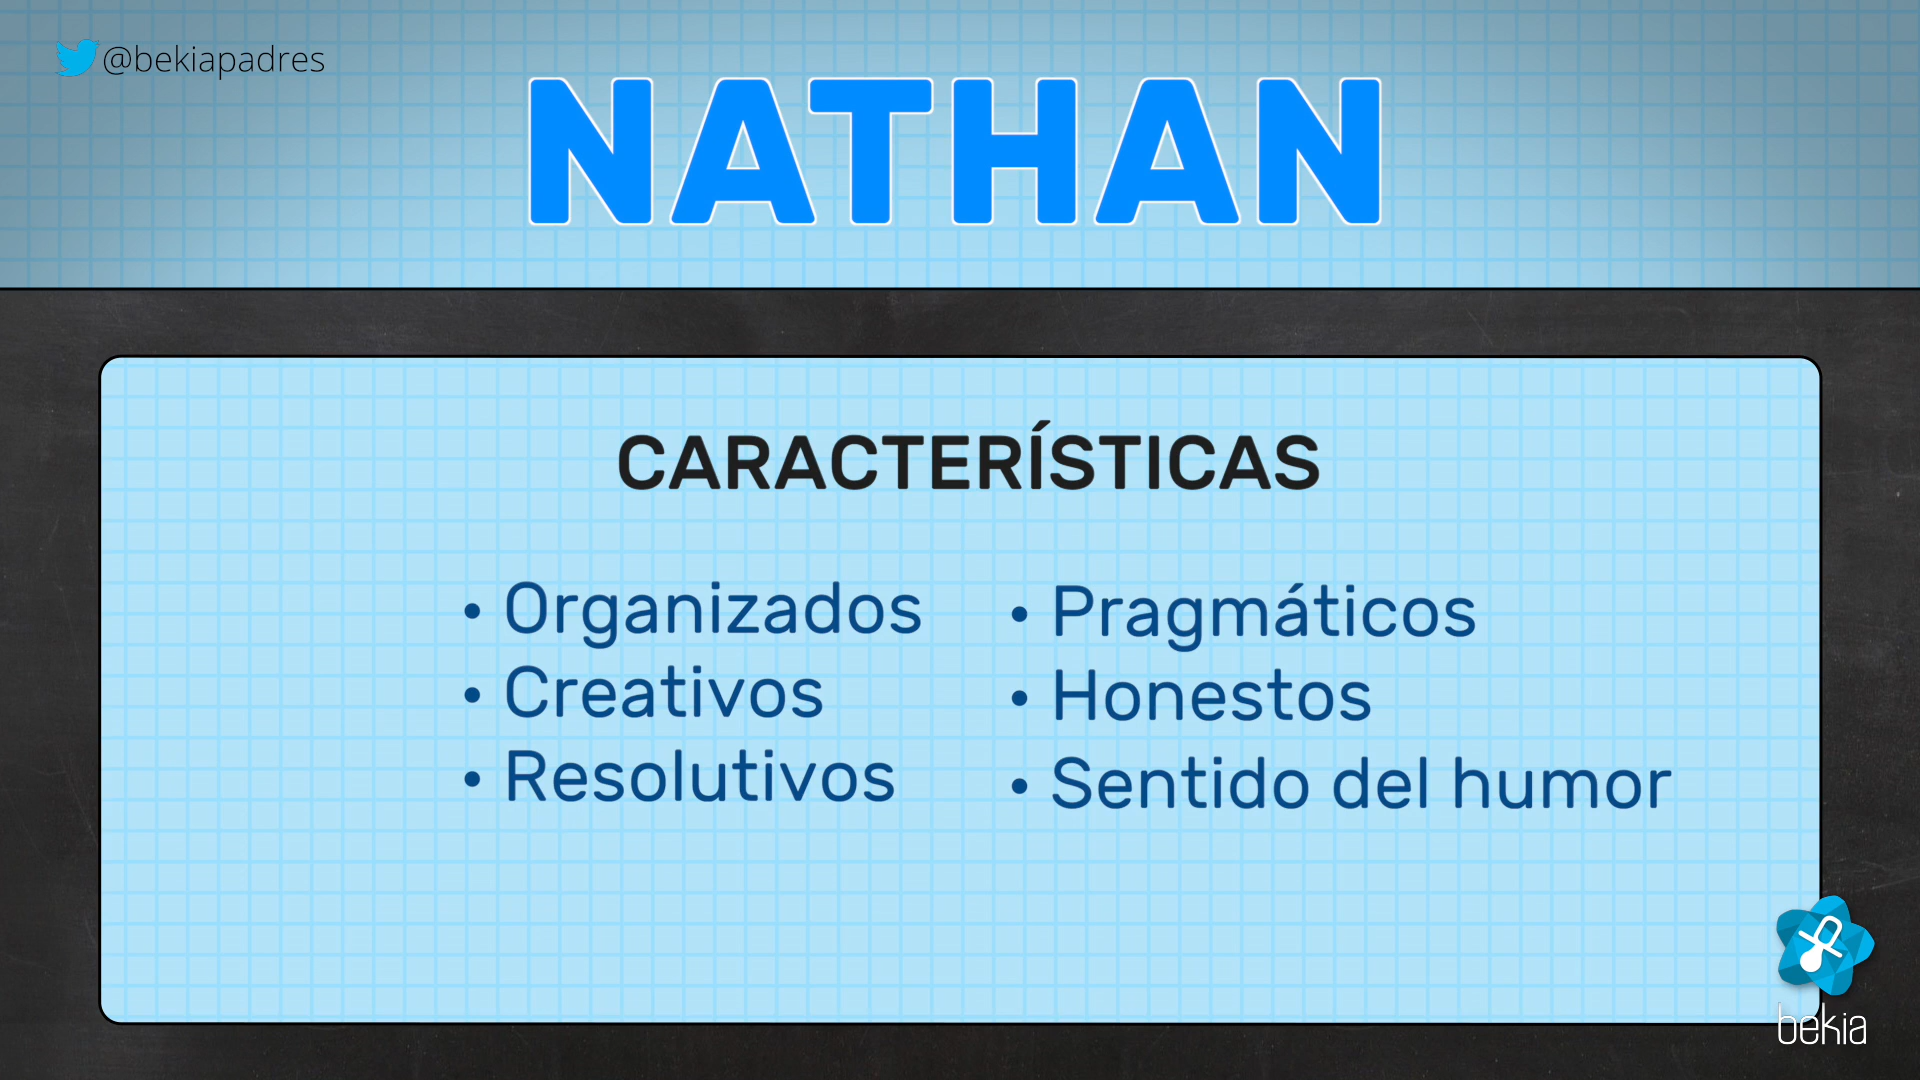 @bekiapadres
NATHAN
CARACTERÍSTICAS
• Organizados
• Creativos
• Resolutivos
• Pragmáticos
• Honestos
• Sentido del humor
bekia